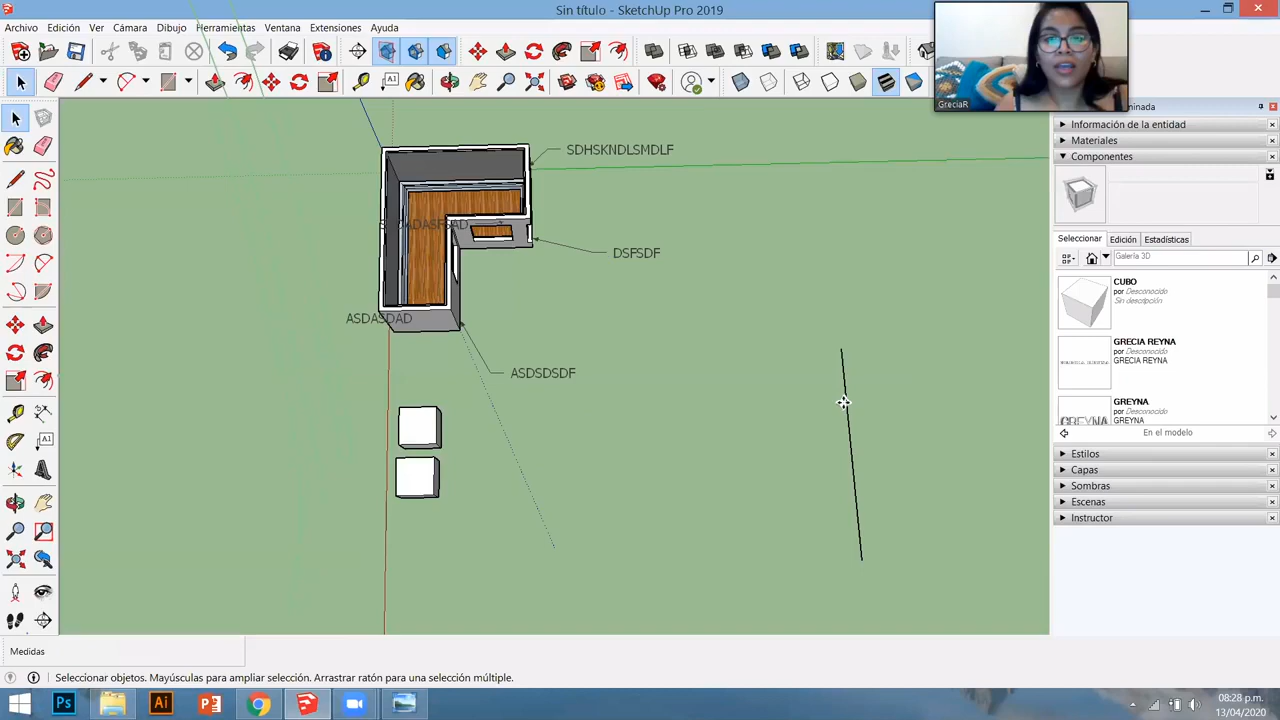 Sin título - SketchUp Pro 2019
Archivo Edición Ver Cámara Dibujo Herramientas Ventana Extensiones Ayuda
GreciaR
minada
Información de la entidad
Materiales
Componentes
Seleccionar Edición Estadísticas
Galería 3D
CUBO
por Desconocido
Sin descripción
GRECIA REYNA
por Desconocido
GRECIA REYNA
GREYNA
por Desconocido
GREYNA
En el modelo
Estilos
Capas
Sombras
Escenas
Instructor
SDHSKNDLSMDLF
DSFSDF
ASDASDAD
ASDSDSDF
Medidas
Seleccionar objetos. Mayúsculas para ampliar selección. Arrastrar ratón para una selección múltiple.
Ps
Ai
08:28 p.m.
13/04/2020